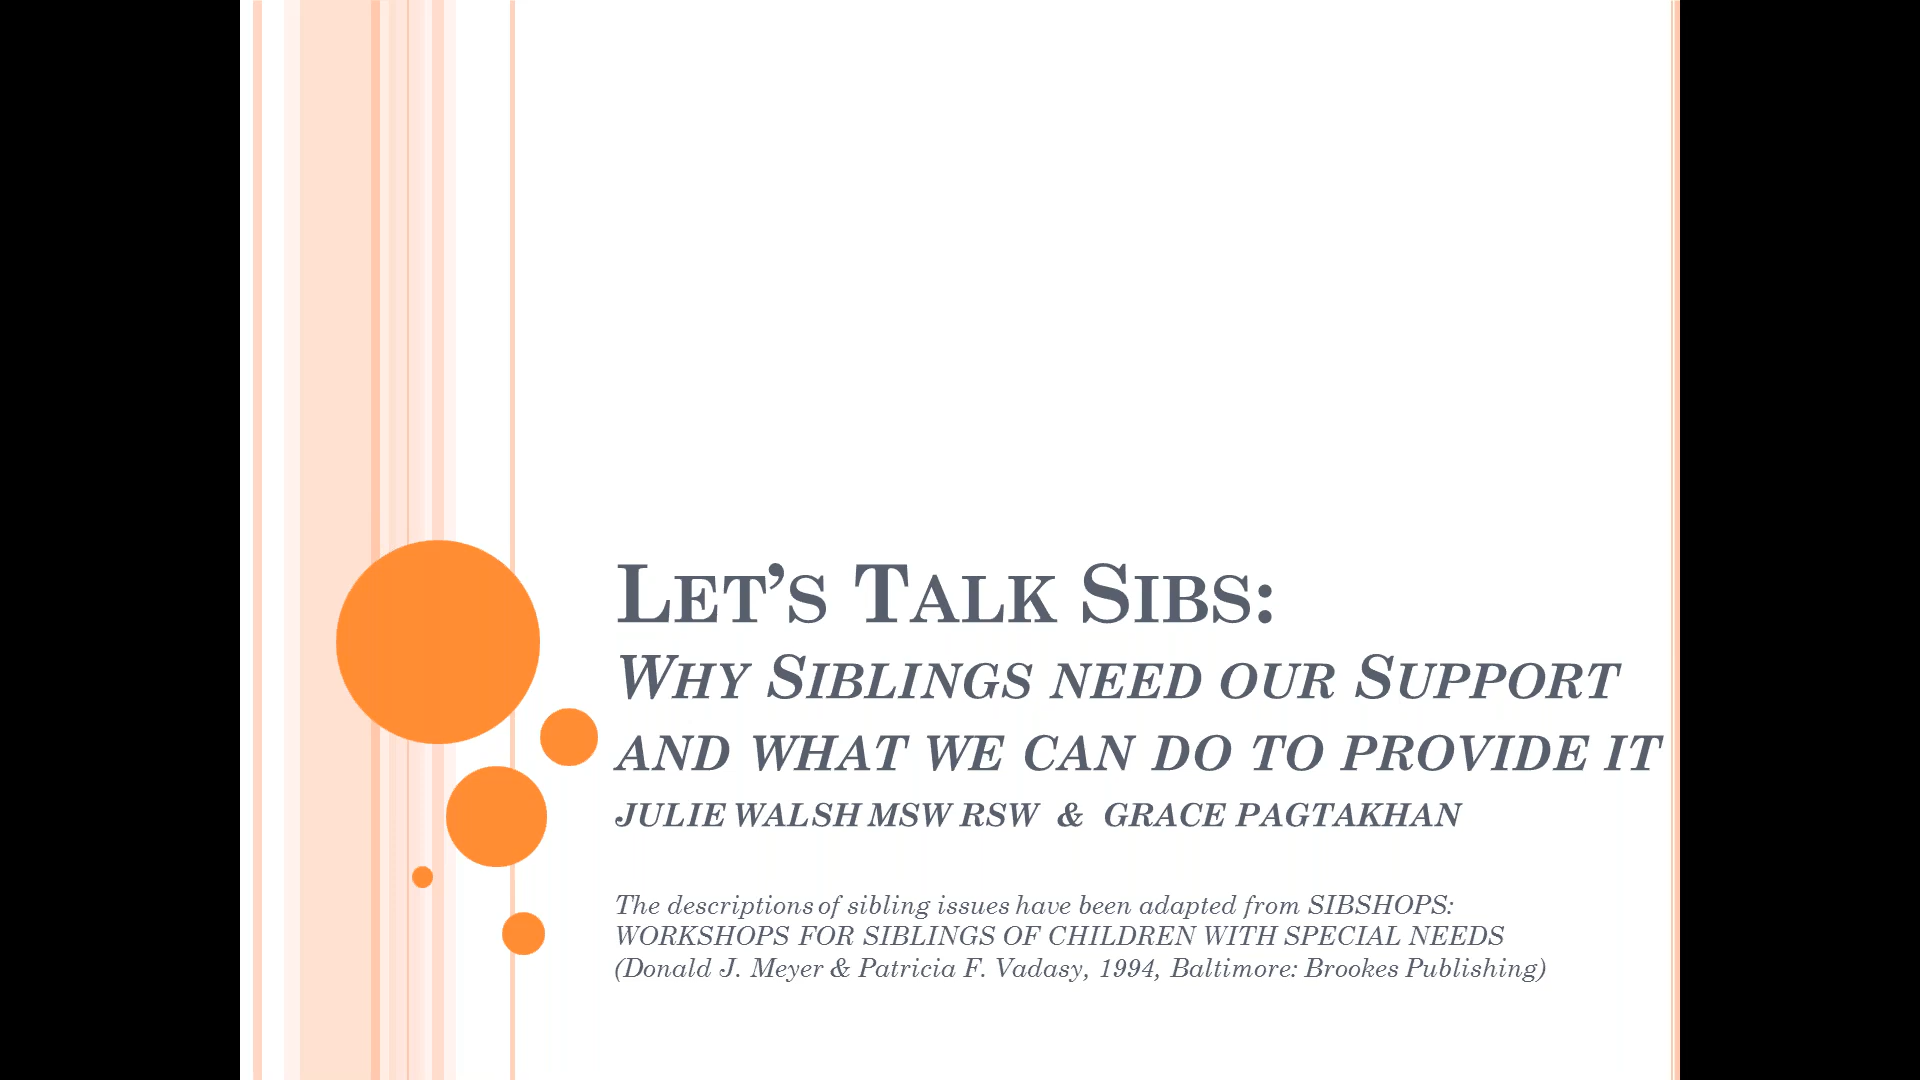 Let's Talk Sibs:
Why Siblings need our Support
and what we can do to provide it
JULIE WALSH MSW RSW & GRACE PAGTAKHAN
The descriptions of sibling issues have been adapted from SIBSHOPS:
WORKSHOPS FOR SIBLINGS OF CHILDREN WITH SPECIAL NEEDS
(Donald J. Meyer & Patricia F. Vadasy, 1994, Baltimore: Brookes Publishing)